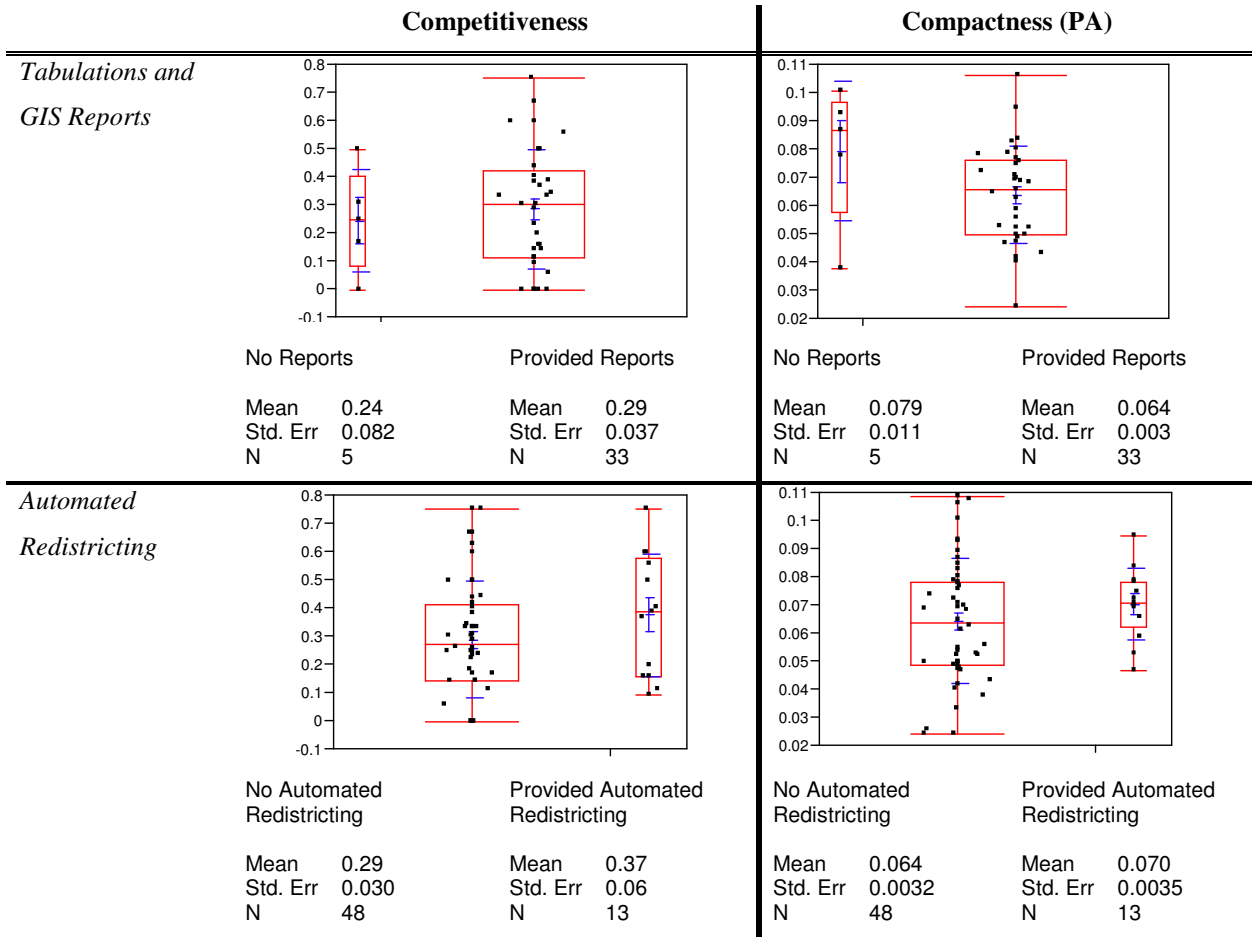 Competitiveness
Compactness (PA)
Tabulations and
GIS Reports
0.8
0.7
0.6
0.5
0.4
0.3
0.2
0.1
0
-0.1
No Reports
Provided Reports
Mean 0.24
Std. Err 0.082
N 5
Mean 0.29
Std. Err 0.037
N 33
0.11
0.1
0.09
0.08
0.07
0.06
0.05
0.04
0.03
0.02
No Reports
Provided Reports
Mean 0.079
Std. Err 0.011
N 5
Mean 0.064
Std. Err 0.003
N 33
Automated
Redistricting
0.8
0.7
0.6
0.5
0.4
0.3
0.2
0.1
0
-0.1
No Automated
Redistricting
Provided Automated
Redistricting
Mean 0.29
Std. Err 0.030
N 48
Mean 0.37
Std. Err 0.06
N 13
0.11
0.1
0.09
0.08
0.07
0.06
0.05
0.04
0.03
0.02
No Automated
Redistricting
Provided Automated
Redistricting
Mean 0.064
Std. Err 0.0032
N 48
Mean 0.070
Std. Err 0.0035
N 13